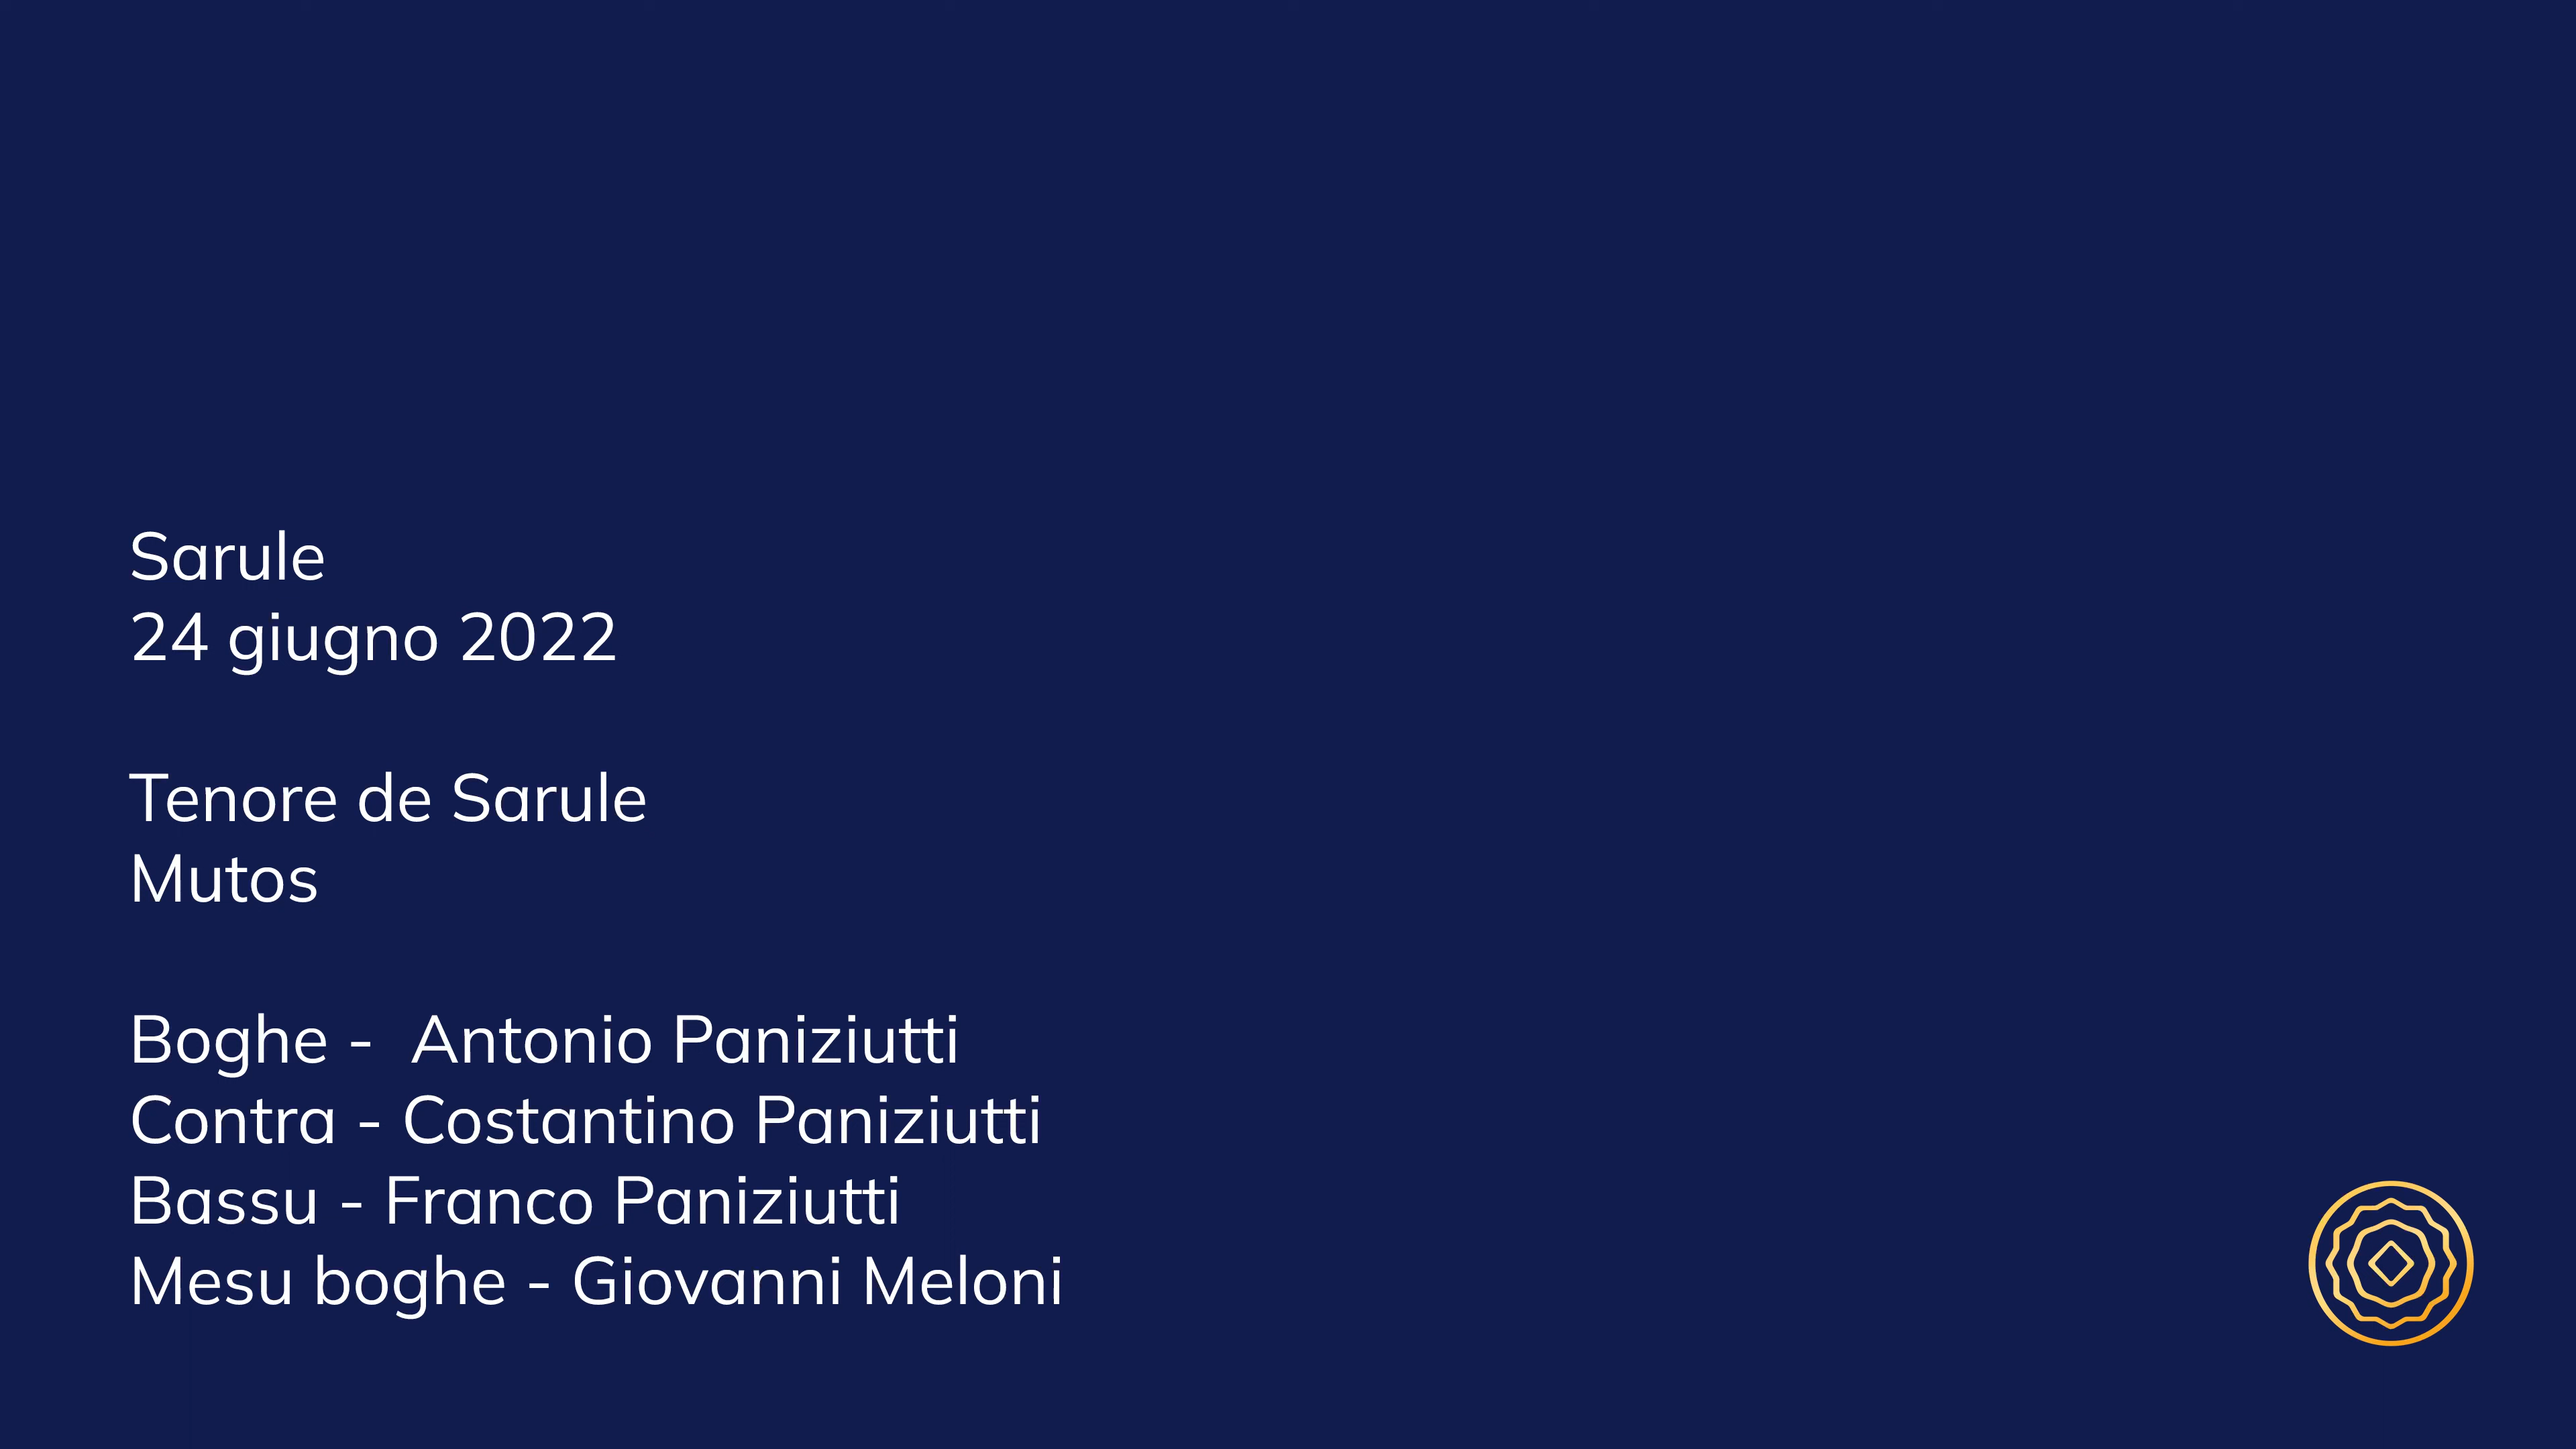 Sarule
24 giugno 2022
Tenore de Sarule
Mutos
Boghe -  Antonio Paniziutti
Contra - Costantino Paniziutti
Bassu - Franco Paniziutti
Mesu boghe - Giovanni Meloni